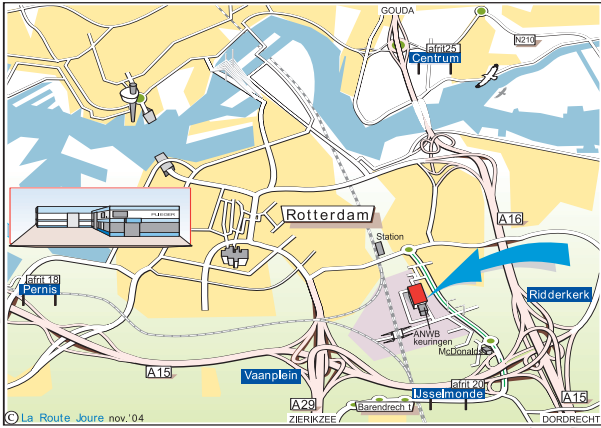 GOUDA
afrit 25
Centrum
N210
PLIEGER
Rotterdam
A16
Station
afrit 18
Pernis
Ridderkerk
ANWB
keuringen
McDonalds
A15
Vaanplein
afrit 20
IJsselmonde
A29
A15
Barendrecht
© La Route Joure nov.'04
ZIERIKZEE
DORDRECHT